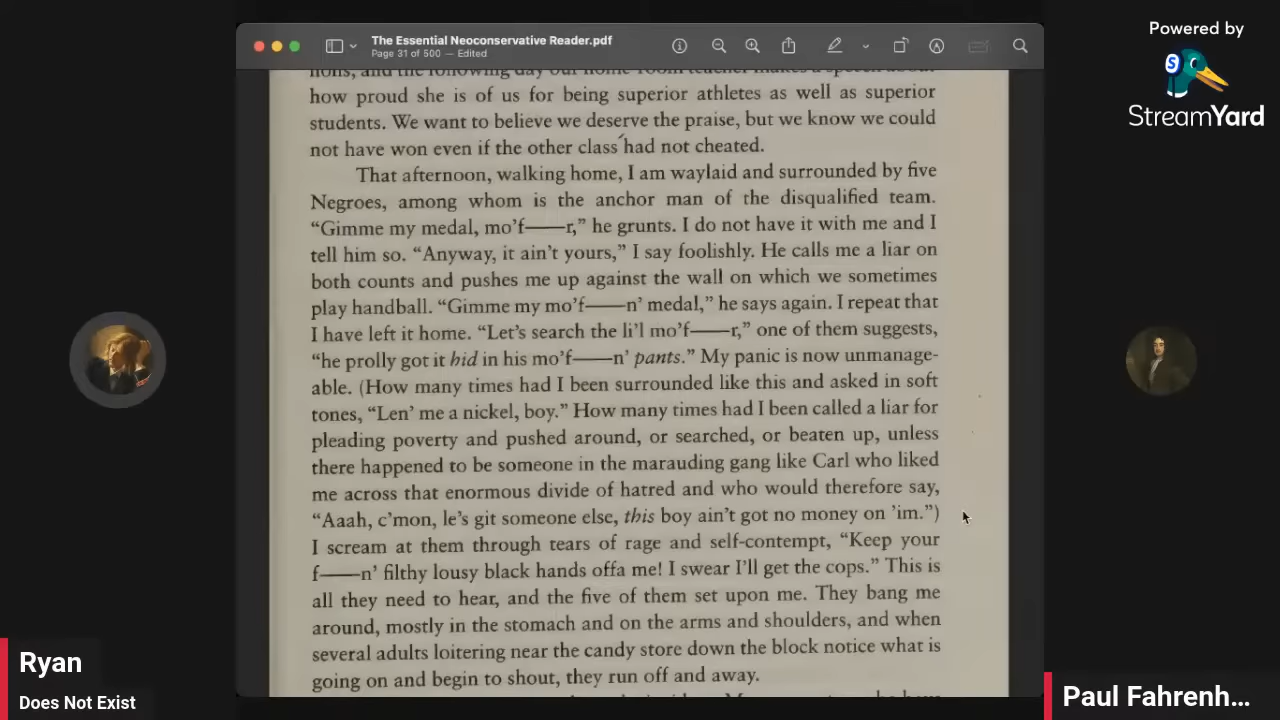 Powered by
S
StreamYard
The Essential Neoconservative Reader.pdf
Page 31 of 500 — Edited
tions, and the following day our home-room teacher makes a speech about
how proud she is of us for being superior athletes as well as superior
students. We want to believe we deserve the praise, but we know we could
not have won even if the other class had not cheated.
That afternoon, walking home, I am waylaid and surrounded by five
Negroes, among whom is the anchor man of the disqualified team.
“Gimme my medal, mo’f——r,” he grunts. I do not have it with me and I
tell him so. “Anyway, it ain’t yours,” I say foolishly. He calls me a liar on
both counts and pushes me up against the wall on which we sometimes
play handball. “Gimme my mo’f——n’ medal,” he says again. I repeat that
I have left it home. “Let’s search the li’l mo’f——r,” one of them suggests,
“he prolly got it hid in his mo’f——n’ pants.” My panic is now unmanage-
able. (How many times had I been surrounded like this and asked in soft
tones, “Len’ me a nickel, boy.” How many times had I been called a liar for
pleading poverty and pushed around, or searched, or beaten up, unless
there happened to be someone in the marauding gang like Carl who liked
me across that enormous divide of hatred and who would therefore say,
“Aaah, c’mon, le’s git someone else, this boy ain’t got no money on ’im.”)
I scream at them through tears of rage and self-contempt, “Keep your
f——n’ filthy lousy black hands offa me! I swear I’ll get the cops.” This is
all they need to hear, and the five of them set upon me. They bang me
around, mostly in the stomach and on the arms and shoulders, and when
several adults loitering near the candy store down the block notice what is
going on and begin to shout, they run off and away.
Ryan
Does Not Exist
Paul Fahrenh...